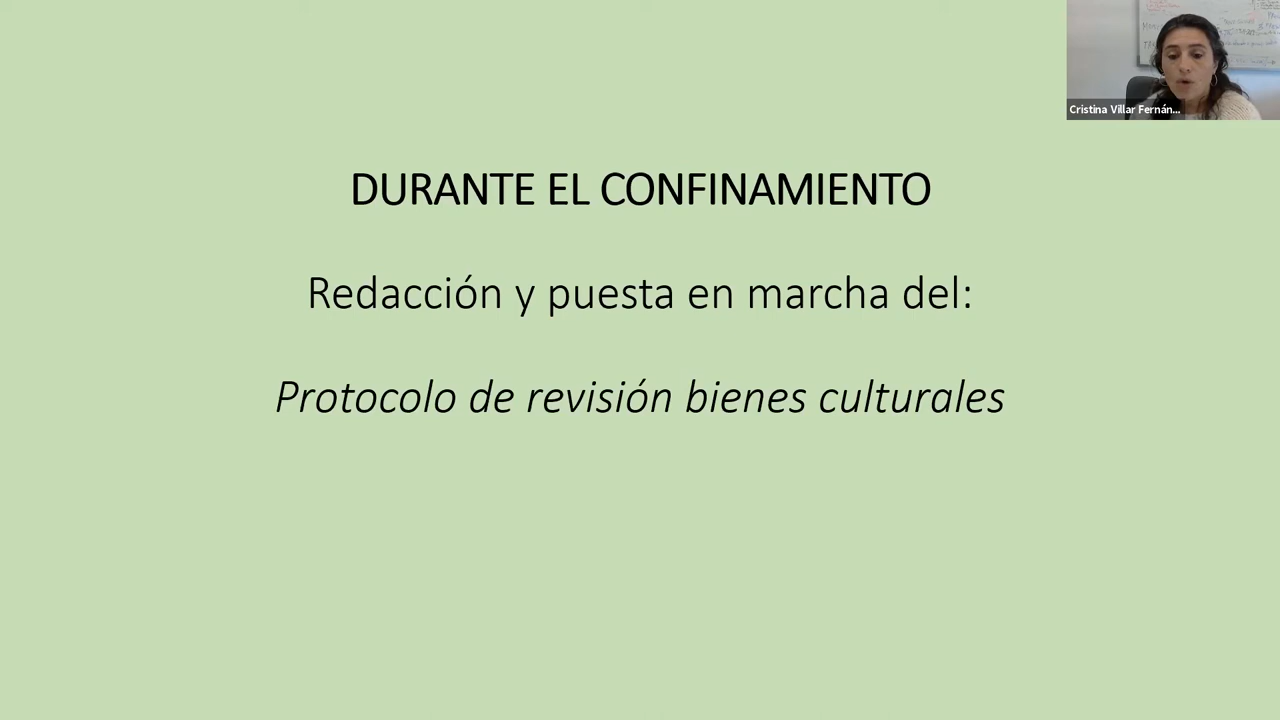 Cristina Villar Fernán...
DURANTE EL CONFINAMIENTO
Redacción y puesta en marcha del:
Protocolo de revisión bienes culturales